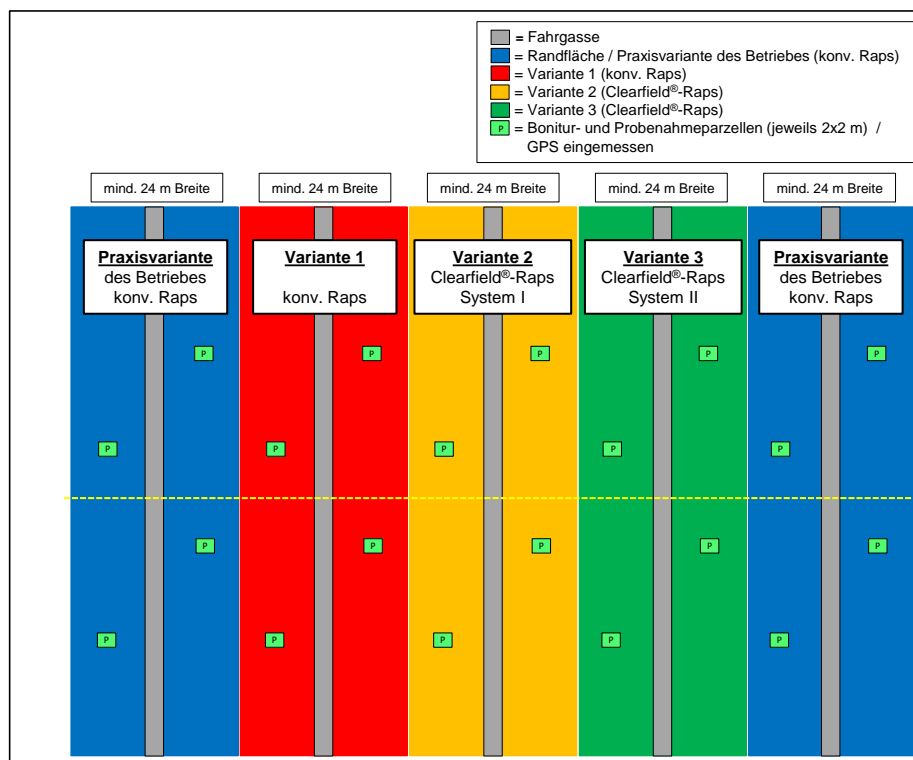 = Fahrgasse
= Randfläche / Praxisvariante des Betriebes (konv. Raps)
= Variante 1 (konv. Raps)
= Variante 2 (Clearfield®-Raps)
= Variante 3 (Clearfield®-Raps)
P = Bonitur- und Probenahmeparzellen (jeweils 2x2 m) /
GPS eingemessen
mind. 24 m Breite
mind. 24 m Breite
mind. 24 m Breite
mind. 24 m Breite
mind. 24 m Breite
Praxisvariante
des Betriebes
konv. Raps
Variante 1
konv. Raps
Variante 2
Clearfield®-Raps
System I
Variante 3
Clearfield®-Raps
System II
Praxisvariante
des Betriebes
konv. Raps
P P P P P
P P P P P
P P P P P
P P P P P